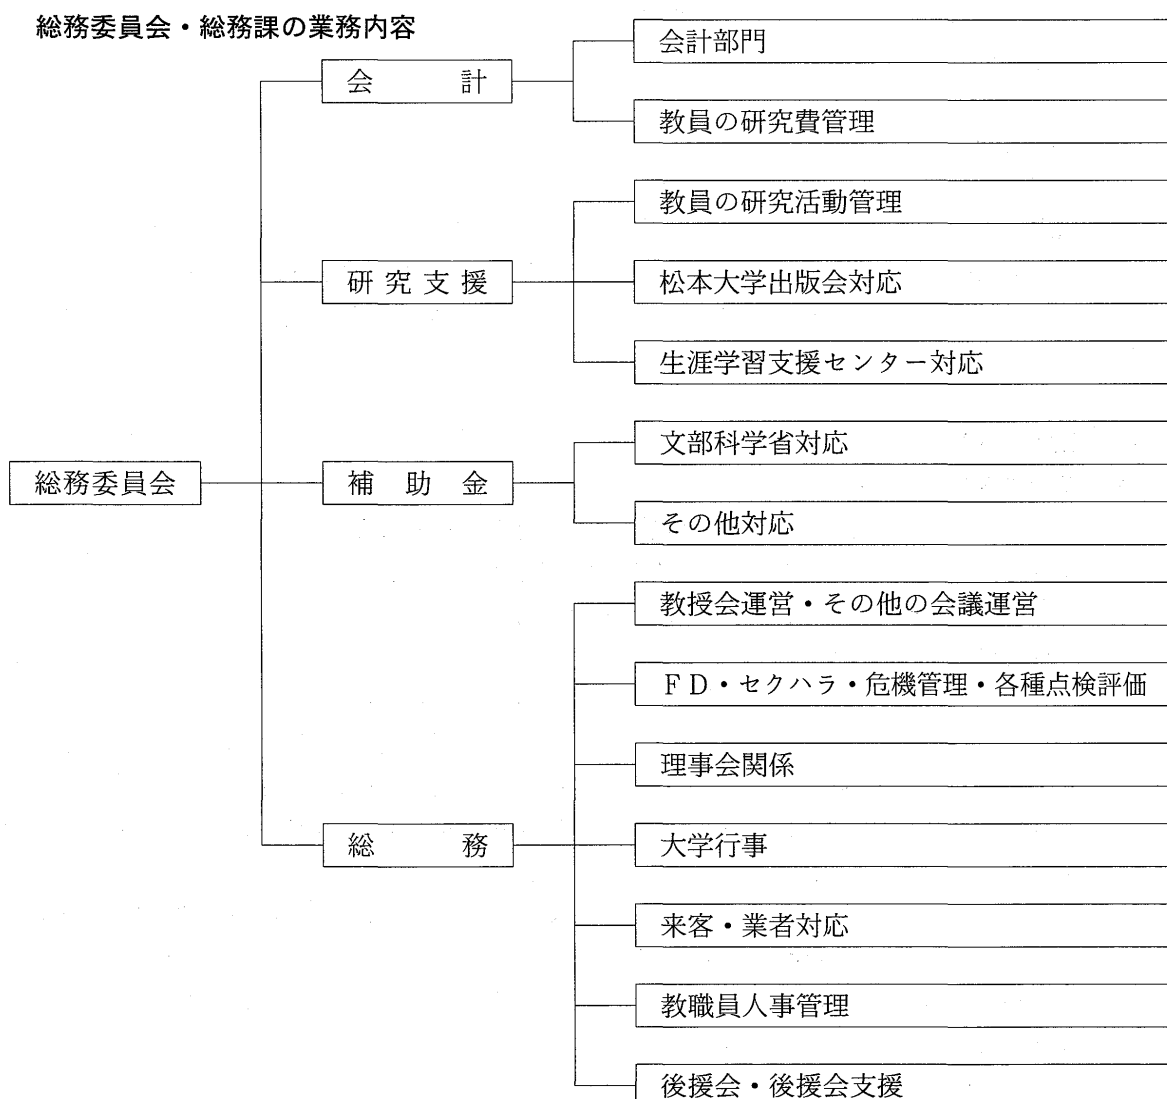 総務委員会・総務課の業務内容
会計
会計部門
教員の研究費管理
研究支援
教員の研究活動管理
松本大学出版会対応
生涯学習支援センター対応
総務委員会
補助金
文部科学省対応
その他対応
総務
教授会運営・その他の会議運営
ＦＤ・セクハラ・危機管理・各種点検評価
理事会関係
大学行事
来客・業者対応
教職員人事管理
後援会・後援会支援